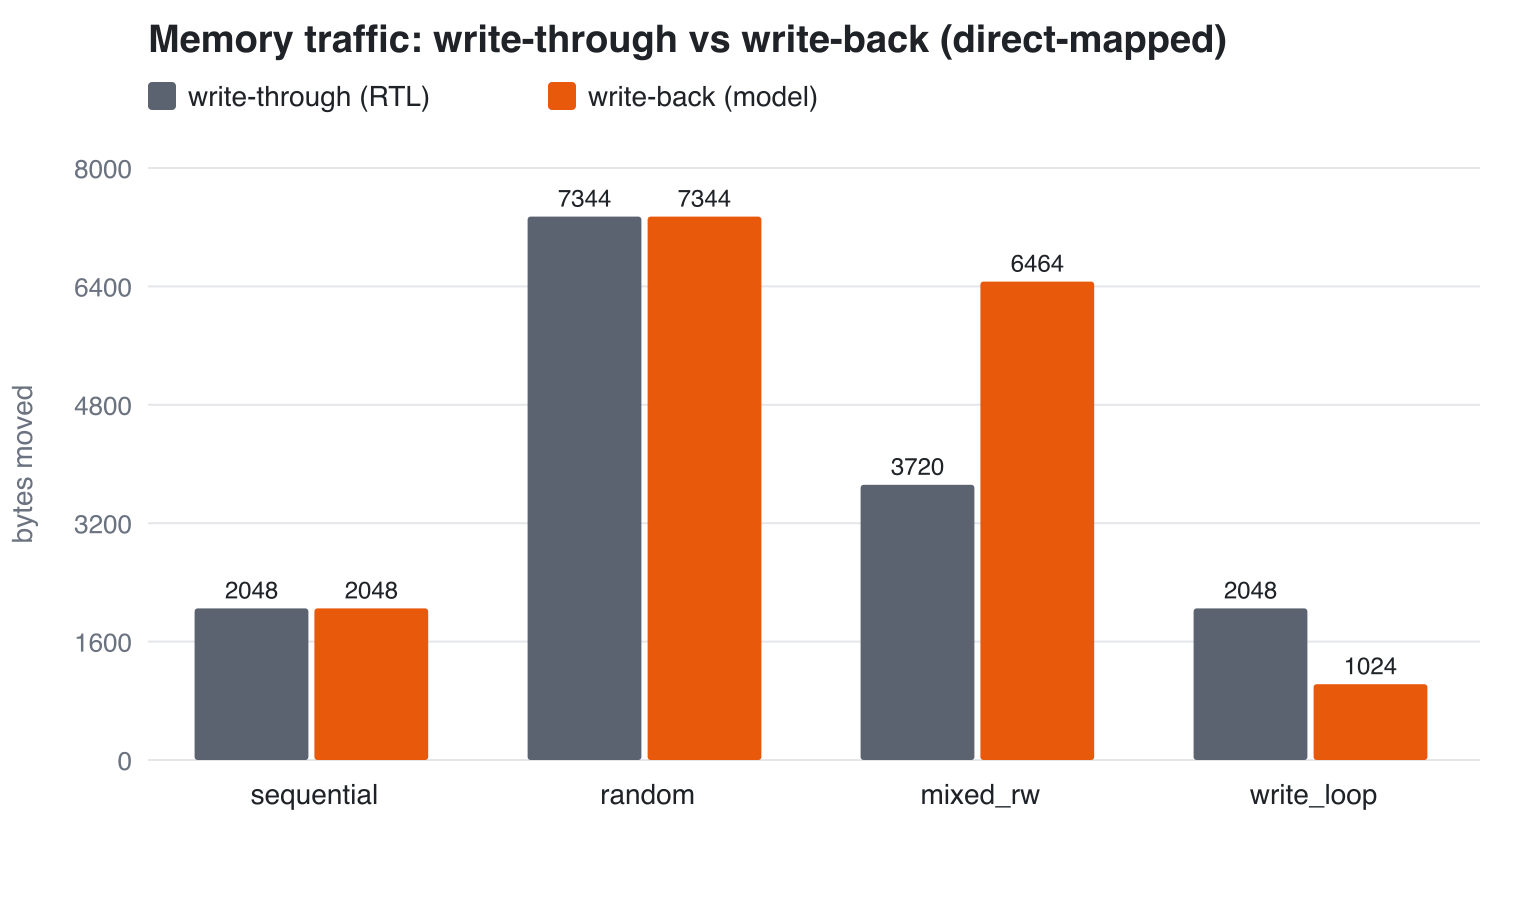 Memory traffic: write-through vs write-back (direct-mapped)
write-through (RTL)
write-back (model)
bytes moved
8000
6400
4800
3200
1600
0
2048
2048
7344
7344
3720
6464
2048
1024
sequential
random
mixed_rw
write_loop